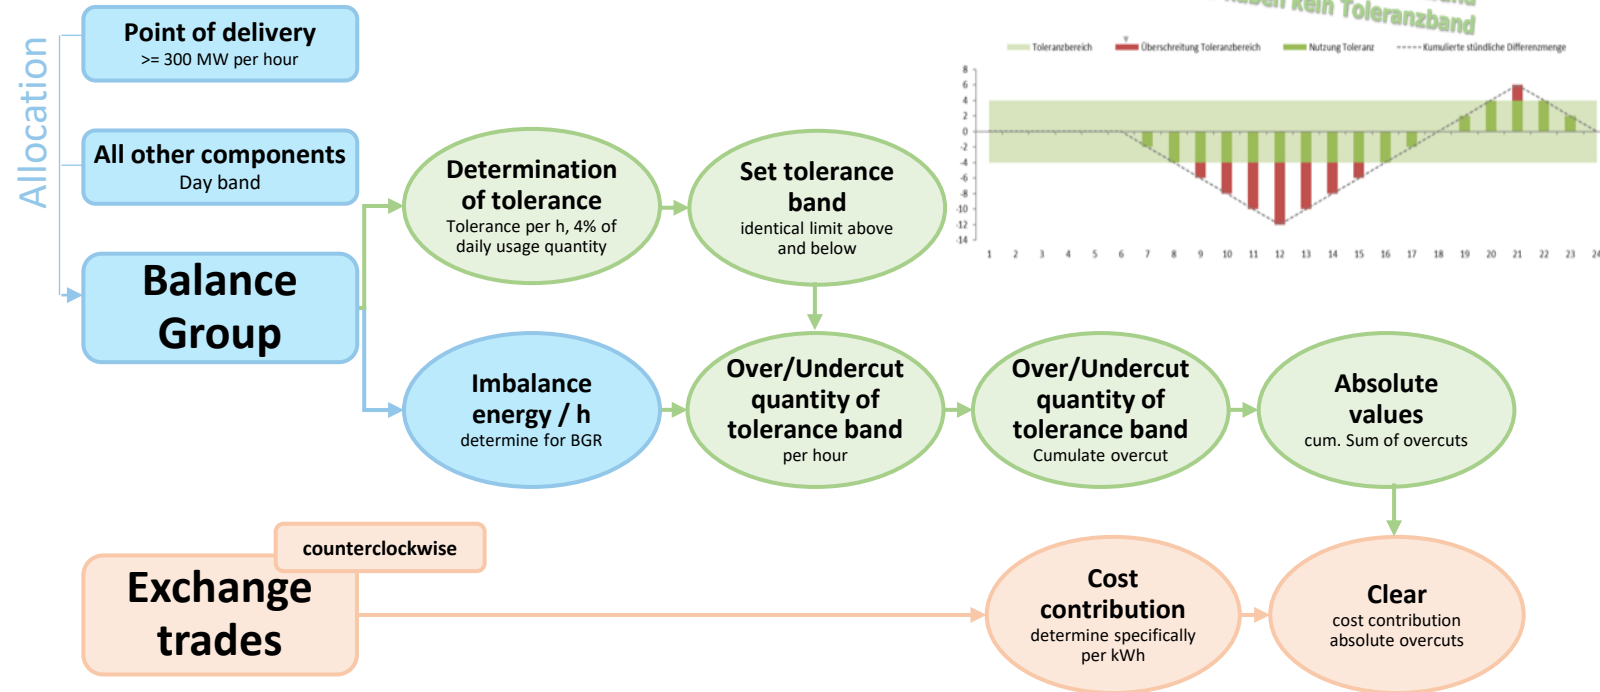 Allocation
Point of delivery
>= 300 MW per hour
All other components
Day band
Balance
Group
Determination
of tolerance
Tolerance per h, 4% of
daily usage quantity
Set tolerance
band
identical limit above
and below
Imbalance
energy / h
determine for BGR
Over/Undercut
quantity of
tolerance band
per hour
Over/Undercut
quantity of
tolerance band
Cumulate overcut
Absolute
values
cum. Sum of overcuts
counterclockwise
Exchange
trades
Cost
contribution
determine specifically
per kWh
Clear
cost contribution
absolute overcuts
kein Toleranzband
Toleranzbereich
Überschreitung Toleranzbereich
Nutzung Toleranz
Kumulierte stündliche Differenzmenge
8
6
4
2
0
-2
-4
-6
-8
-10
-12
-14
1 2 3 4 5 6 7 8 9 10 11 12 13 14 15 16 17 18 19 20 21 22 23 24